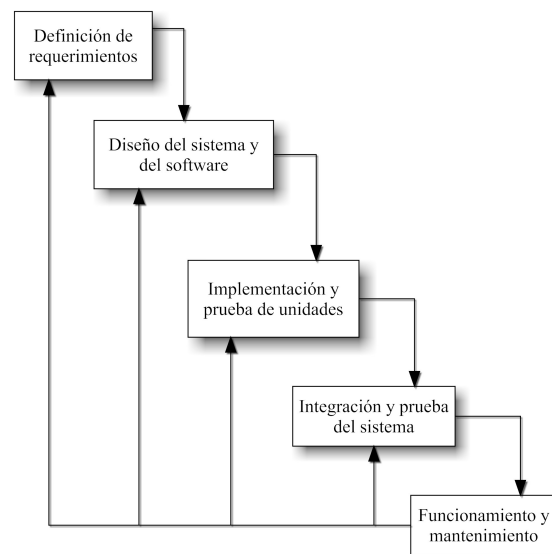 Definición de
requerimientos
Diseño del sistema y
del software
Implementación y
prueba de unidades
Integración y prueba
del sistema
Funcionamiento y
mantenimiento